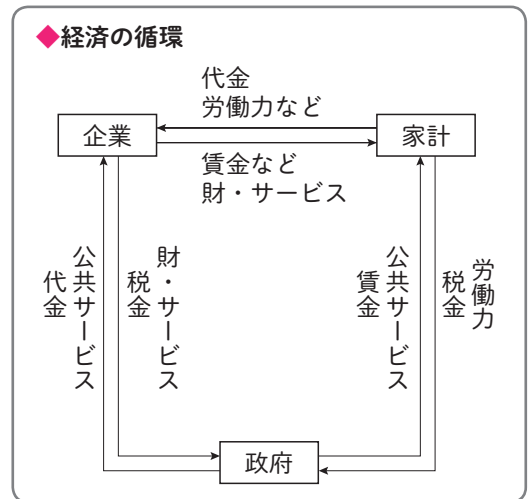 ◆経済の循環
代金
労働力など
企業
家計
賃金など
財・サービス
公共サービス
代金
財・サービス
税金
公共サービス
賃金
労働力
税金
政府